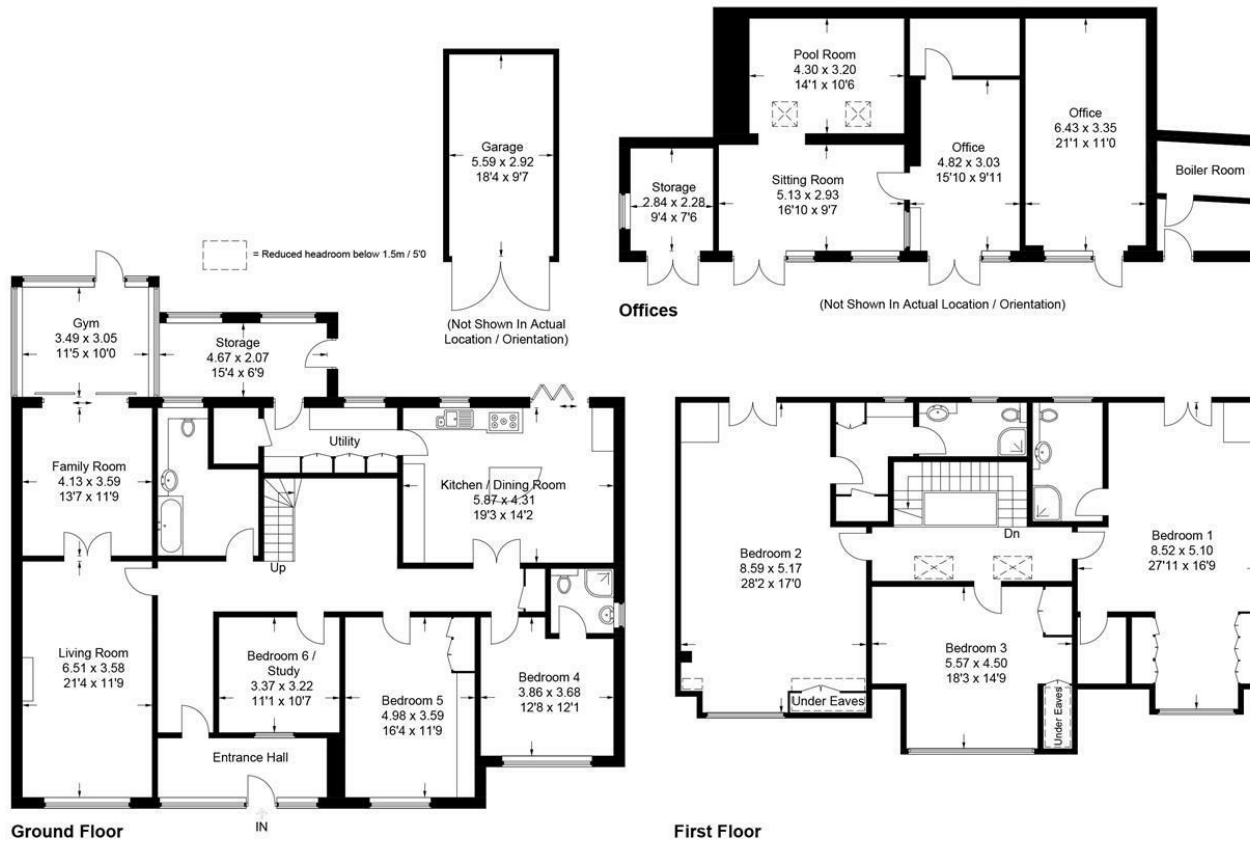 Pool Room
4.30 x 3.20
14'1 x 10'6
Office
6.43 x 3.35
21'1 x 11'0
Garage
5.59 x 2.92
18'4 x 9'7
Office
4.82 x 3.03
15'10 x 9'11
Boiler Room
Storage
2.84 x 2.28
9'4 x 7'6
Sitting Room
5.13 x 2.93
16'10 x 9'7
= Reduced headroom below 1.5m / 5'0
(Not Shown In Actual
Location / Orientation)
Offices
(Not Shown In Actual Location / Orientation)
Gym
3.49 x 3.05
11'5 x 10'0
Storage
4.67 x 2.07
15'4 x 6'9
Utility
Family Room
4.13 x 3.59
13'7 x 11'9
Kitchen / Dining Room
5.87 x 4.31
19'3 x 14'2
Up
Living Room
6.51 x 3.58
21'4 x 11'9
Bedroom 6 /
Study
3.37 x 3.22
11'1 x 10'7
Bedroom 5
4.98 x 3.59
16'4 x 11'9
Bedroom 4
3.86 x 3.68
12'8 x 12'1
Entrance Hall
IN
Ground Floor
Dn
Bedroom 2
8.59 x 5.17
28'2 x 17'0
Bedroom 1
8.52 x 5.10
27'11 x 16'9
Bedroom 3
5.57 x 4.50
18'3 x 14'9
Under Eaves
Under Eaves
First Floor